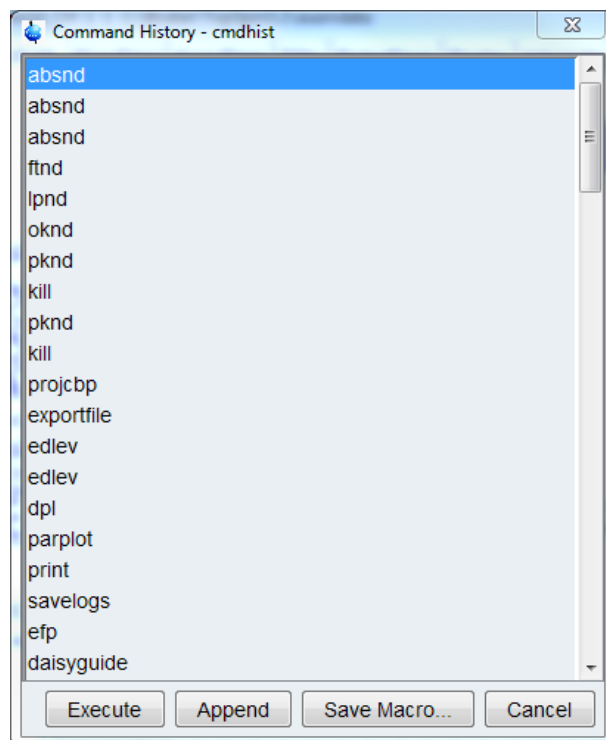 Command History - cmdhist
absnd
absnd
absnd
ftnd
lpnd
oknd
pknd
kill
pknd
kill
projcbp
exportfile
edlev
edlev
dpl
parplot
print
savelogs
efp
daisyguide
Execute Append Save Macro... Cancel